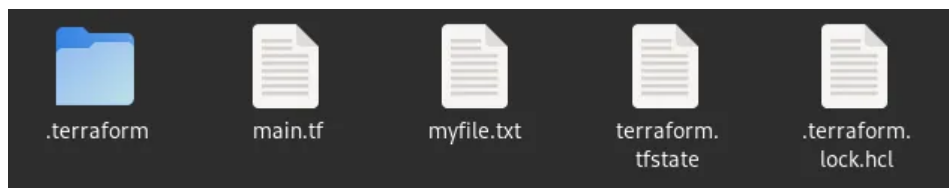 .terraform
main.tf
myfile.txt
terraform.
tfstate
.terraform.
lock.hcl